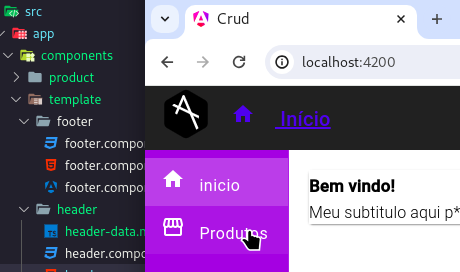 src
app
components
product
template
footer
footer.compo
footer.compo
footer.compo
header
header-data.m
header.compo
Crud
localhost:4200
Início
inicio
Produtos
Bem vindo!
Meu subtitulo aqui p*